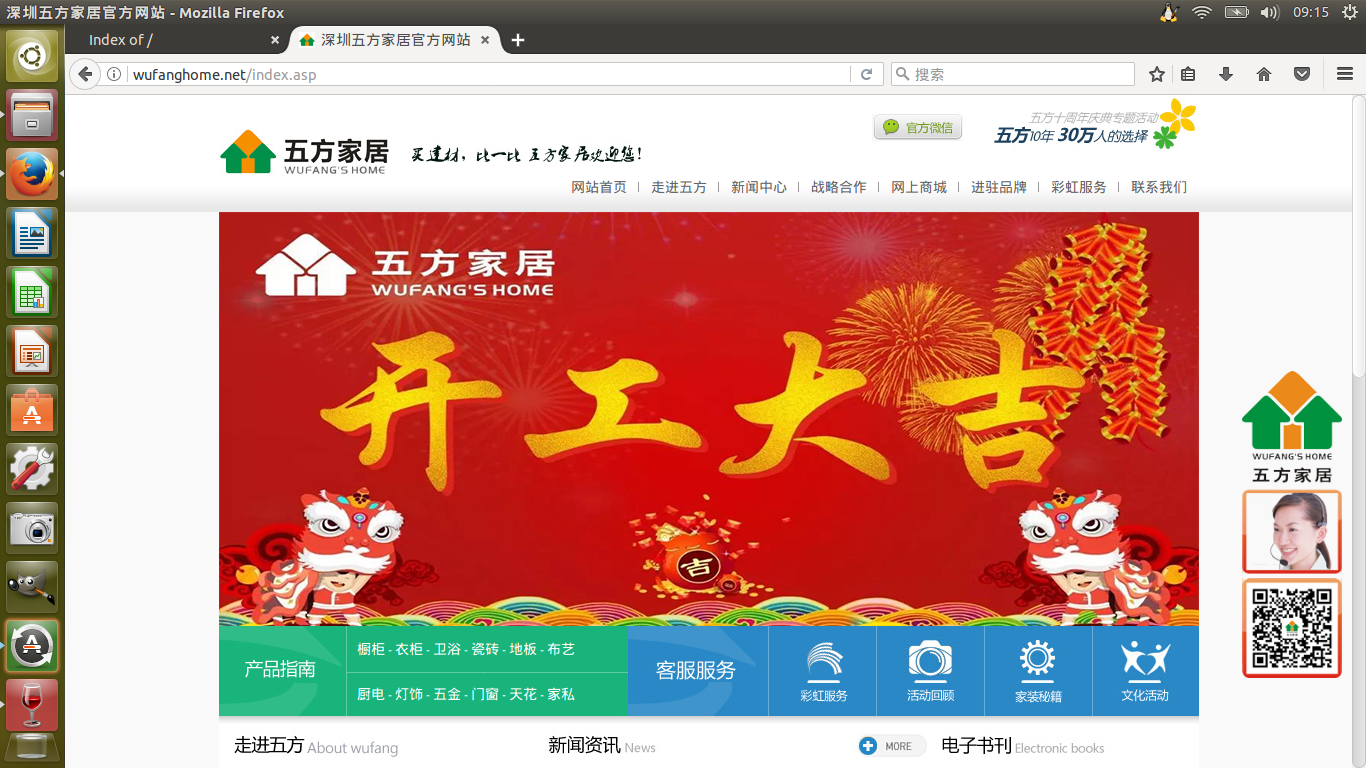 深圳五方家居官方网站 - Mozilla Firefox
09:15
Index of /
深圳五方家居官方网站
wufanghome.net/index.asp
搜索
五方家居
WUFANG'S HOME
买建材，比一比 五方家居欢迎您！
官方微信
五方十周年庆典专题活动
五方10年 30万人的选择
网站首页 | 走进五方 | 新闻中心 | 战略合作 | 网上商城 | 进驻品牌 | 彩虹服务 | 联系我们
五方家居
WUFANG'S HOME
开工大吉
吉
WUFANG'S HOME
五方家居
产品指南
橱柜 - 衣柜 - 卫浴 - 瓷砖 - 地板 - 布艺
厨电 - 灯饰 - 五金 - 门窗 - 天花 - 家私
客服服务
彩虹服务
活动回顾
家装秘籍
文化活动
走进五方 About wufang
新闻资讯 News
MORE
电子书刊 Electronic books